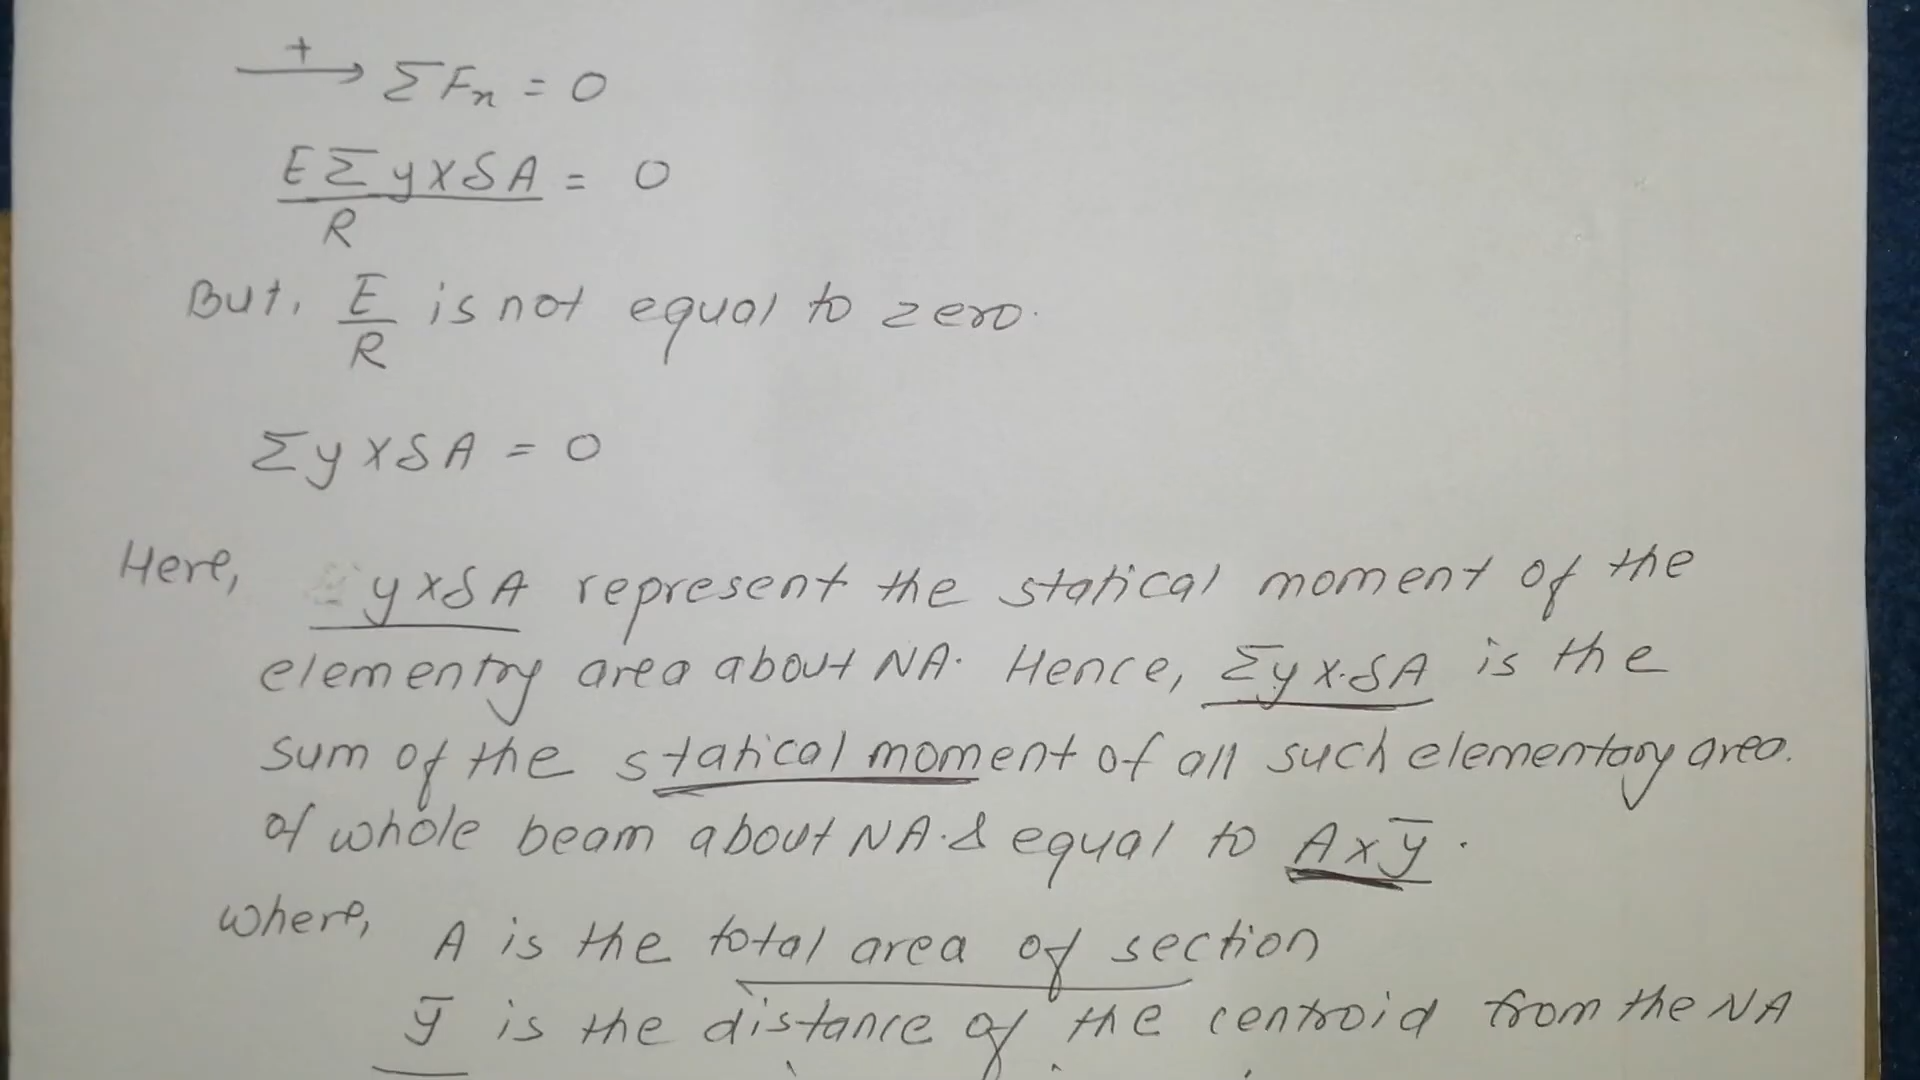 +
→ ΣFx = 0
EΣy×δA = 0
R
But, E/R is not equal to zero.
Σy×δA = 0
Here, y×δA represent the statical moment of the
elementry area about NA. Hence, Σy×.δA is the
sum of the statical moment of all such elementary area.
of whole beam about NA. & equal to A×ȳ.
where, A is the total area of section
ȳ is the distance of the centroid from the NA